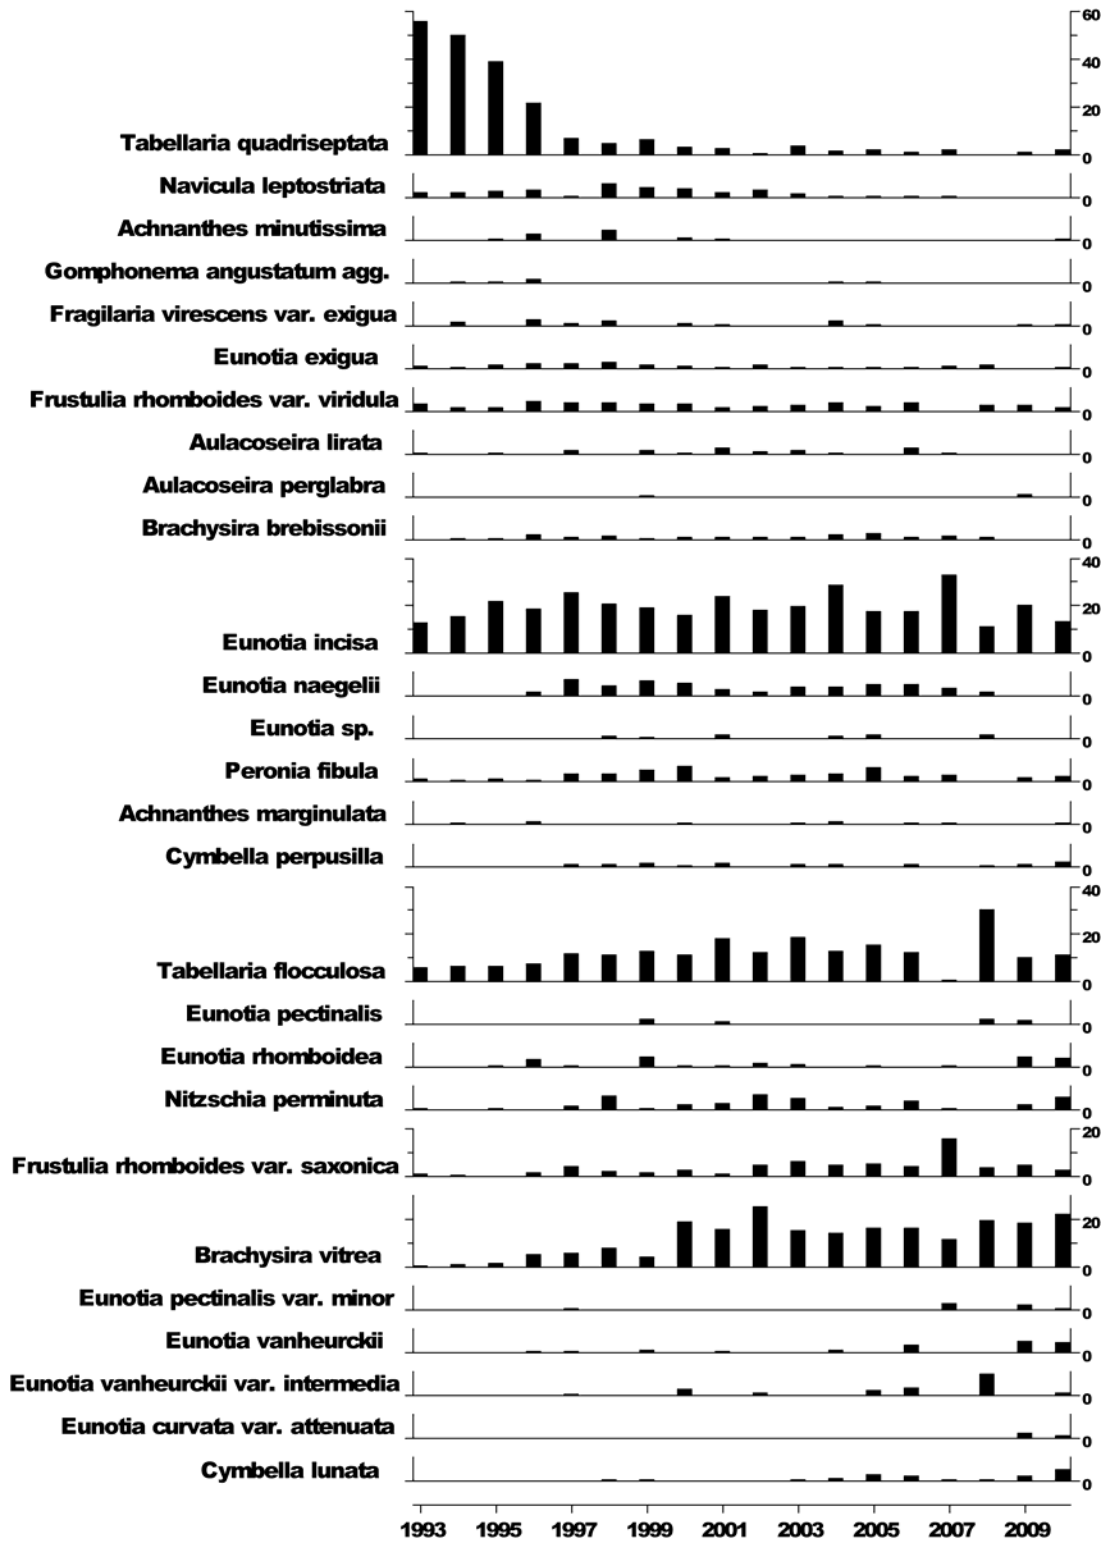 60
40
20
Tabellaria quadriseptata 0
Navicula leptostriata 0
Achnanthes minutissima 0
Gomphonema angustatum agg. 0
Fragilaria virescens var. exigua 0
Eunotia exigua 0
Frustulia rhomboides var. viridula 0
Aulacoseira lirata 0
Aulacoseira perglabra 0
Brachysira brebissonii 0
40
20
Eunotia incisa 0
Eunotia naegelii 0
Eunotia sp. 0
Peronia fibula 0
Achnanthes marginulata 0
Cymbella perpusilla 0
40
20
Tabellaria flocculosa 0
Eunotia pectinalis 0
Eunotia rhomboidea 0
Nitzschia perminuta 0
20
Frustulia rhomboides var. saxonica 0
20
Brachysira vitrea 0
Eunotia pectinalis var. minor 0
Eunotia vanheurckii 0
Eunotia vanheurckii var. intermedia 0
Eunotia curvata var. attenuata 0
Cymbella lunata 0
1993 1995 1997 1999 2001 2003 2005 2007 2009